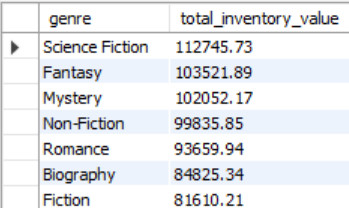 genre total_inventory_value
Science Fiction 112745.73
Fantasy 103521.89
Mystery 102052.17
Non-Fiction 99835.85
Romance 93659.94
Biography 84825.34
Fiction 81610.21